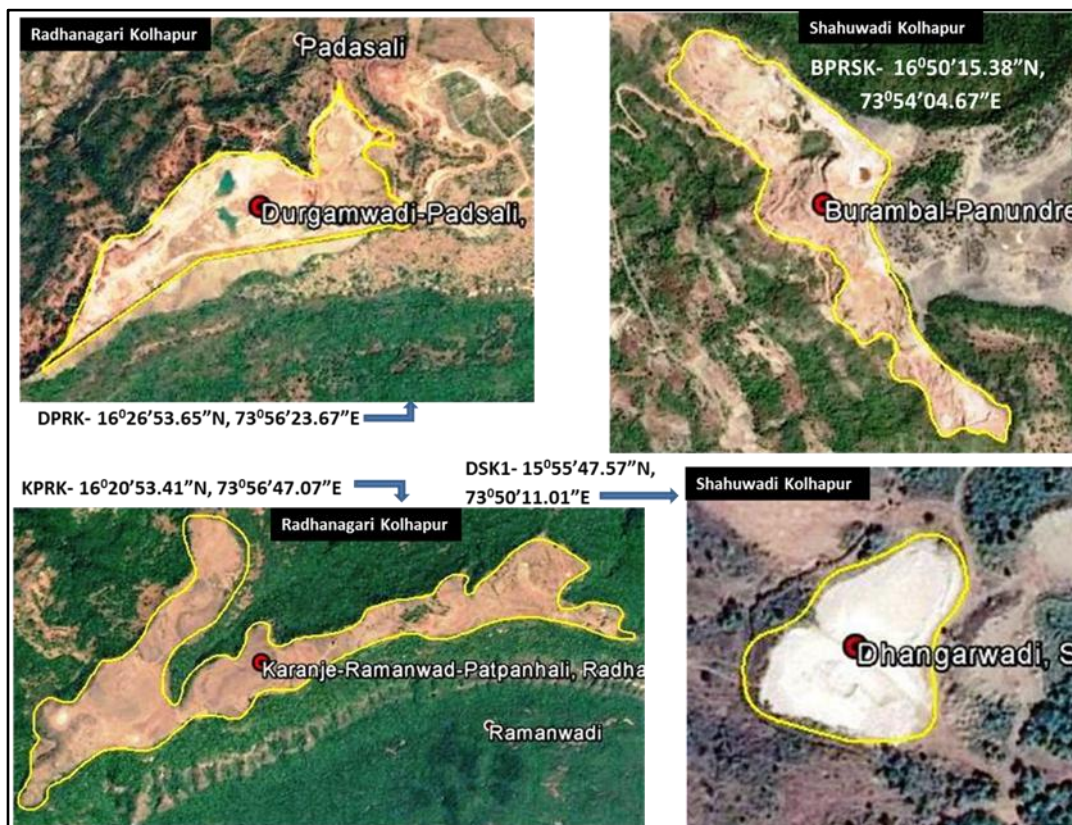 Radhanagari Kolhapur
Padasali
Durgamwadi-Padsali,
DPRK- 16⁰26’53.65”N, 73⁰56’23.67”E
Shahuwadi Kolhapur
BPRSK- 16⁰50’15.38”N,
73⁰54’04.67”E
Burambal-Panundre
KPRK- 16⁰20’53.41”N, 73⁰56’47.07”E
Radhanagari Kolhapur
Karanje-Ramanwad-Patpanhali, Radha
Ramanwadi
DSK1- 15⁰55’47.57”N,
73⁰50’11.01”E
Shahuwadi Kolhapur
Dhangarwadi, S